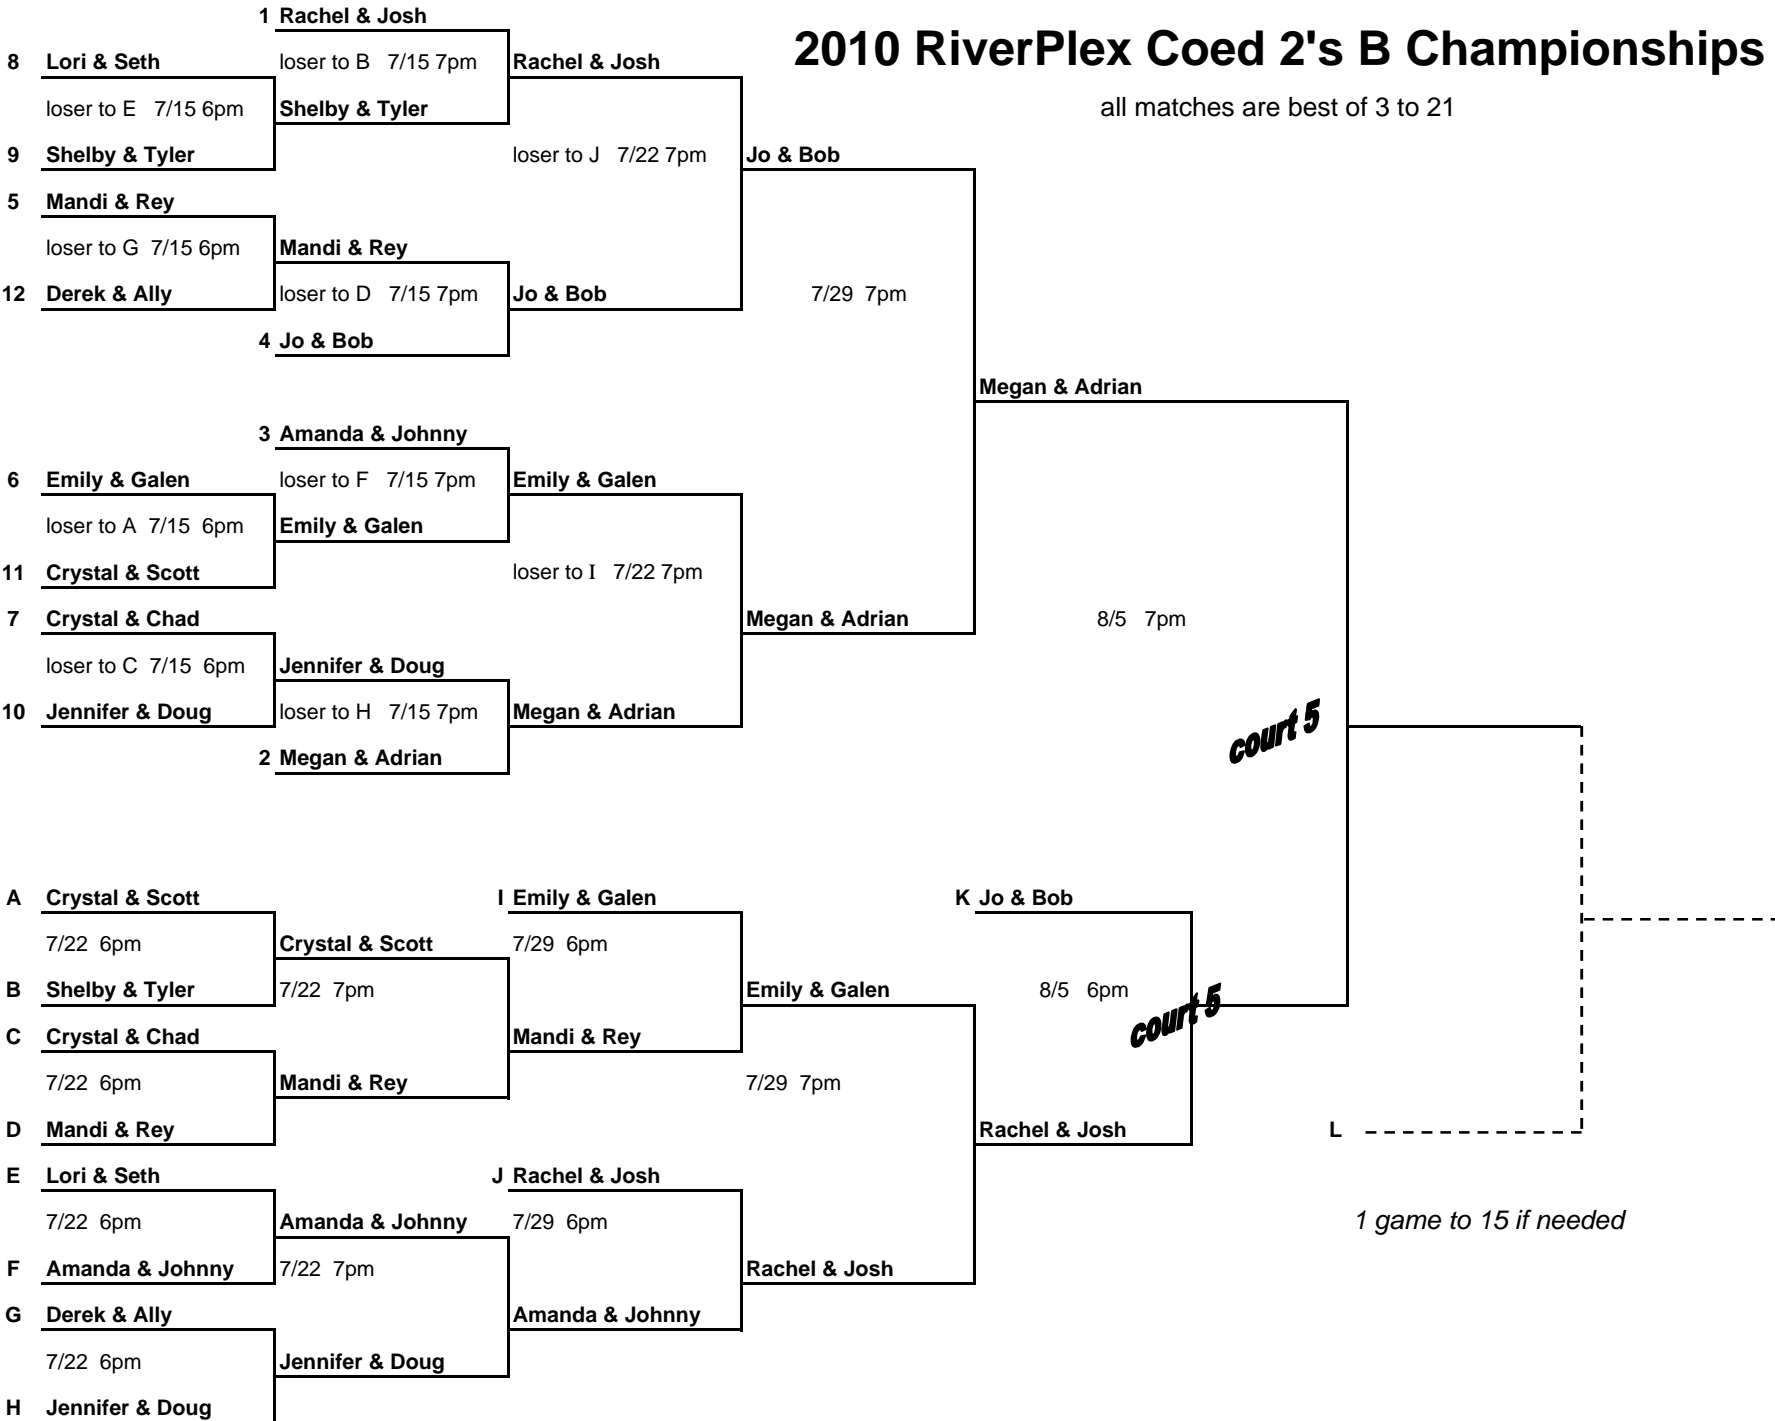 1 Rachel & Josh
2010 RiverPlex Coed 2's B Championships
8 Lori & Seth loser to B 7/15 7pm Rachel & Josh
loser to E 7/15 6pm Shelby & Tyler all matches are best of 3 to 21
9 Shelby & Tyler loser to J 7/22 7pm Jo & Bob
5 Mandi & Rey
loser to G 7/15 6pm Mandi & Rey
12 Derek & Ally loser to D 7/15 7pm Jo & Bob 7/29 7pm
4 Jo & Bob
Megan & Adrian
3 Amanda & Johnny
6 Emily & Galen loser to F 7/15 7pm Emily & Galen
loser to A 7/15 6pm Emily & Galen
11 Crystal & Scott loser to I 7/22 7pm
7 Crystal & Chad Megan & Adrian 8/5 7pm
loser to C 7/15 6pm Jennifer & Doug
10 Jennifer & Doug loser to H 7/15 7pm Megan & Adrian court 5
2 Megan & Adrian
A Crystal & Scott I Emily & Galen K Jo & Bob
7/22 6pm Crystal & Scott 7/29 6pm
B Shelby & Tyler 7/22 7pm Emily & Galen 8/5 6pm
court 5
C Crystal & Chad Mandi & Rey
7/22 6pm Mandi & Rey 7/29 7pm
D Mandi & Rey Rachel & Josh L
E Lori & Seth J Rachel & Josh
7/22 6pm Amanda & Johnny 7/29 6pm 1 game to 15 if needed
F Amanda & Johnny 7/22 7pm Rachel & Josh
G Derek & Ally Amanda & Johnny
7/22 6pm Jennifer & Doug
H Jennifer & Doug